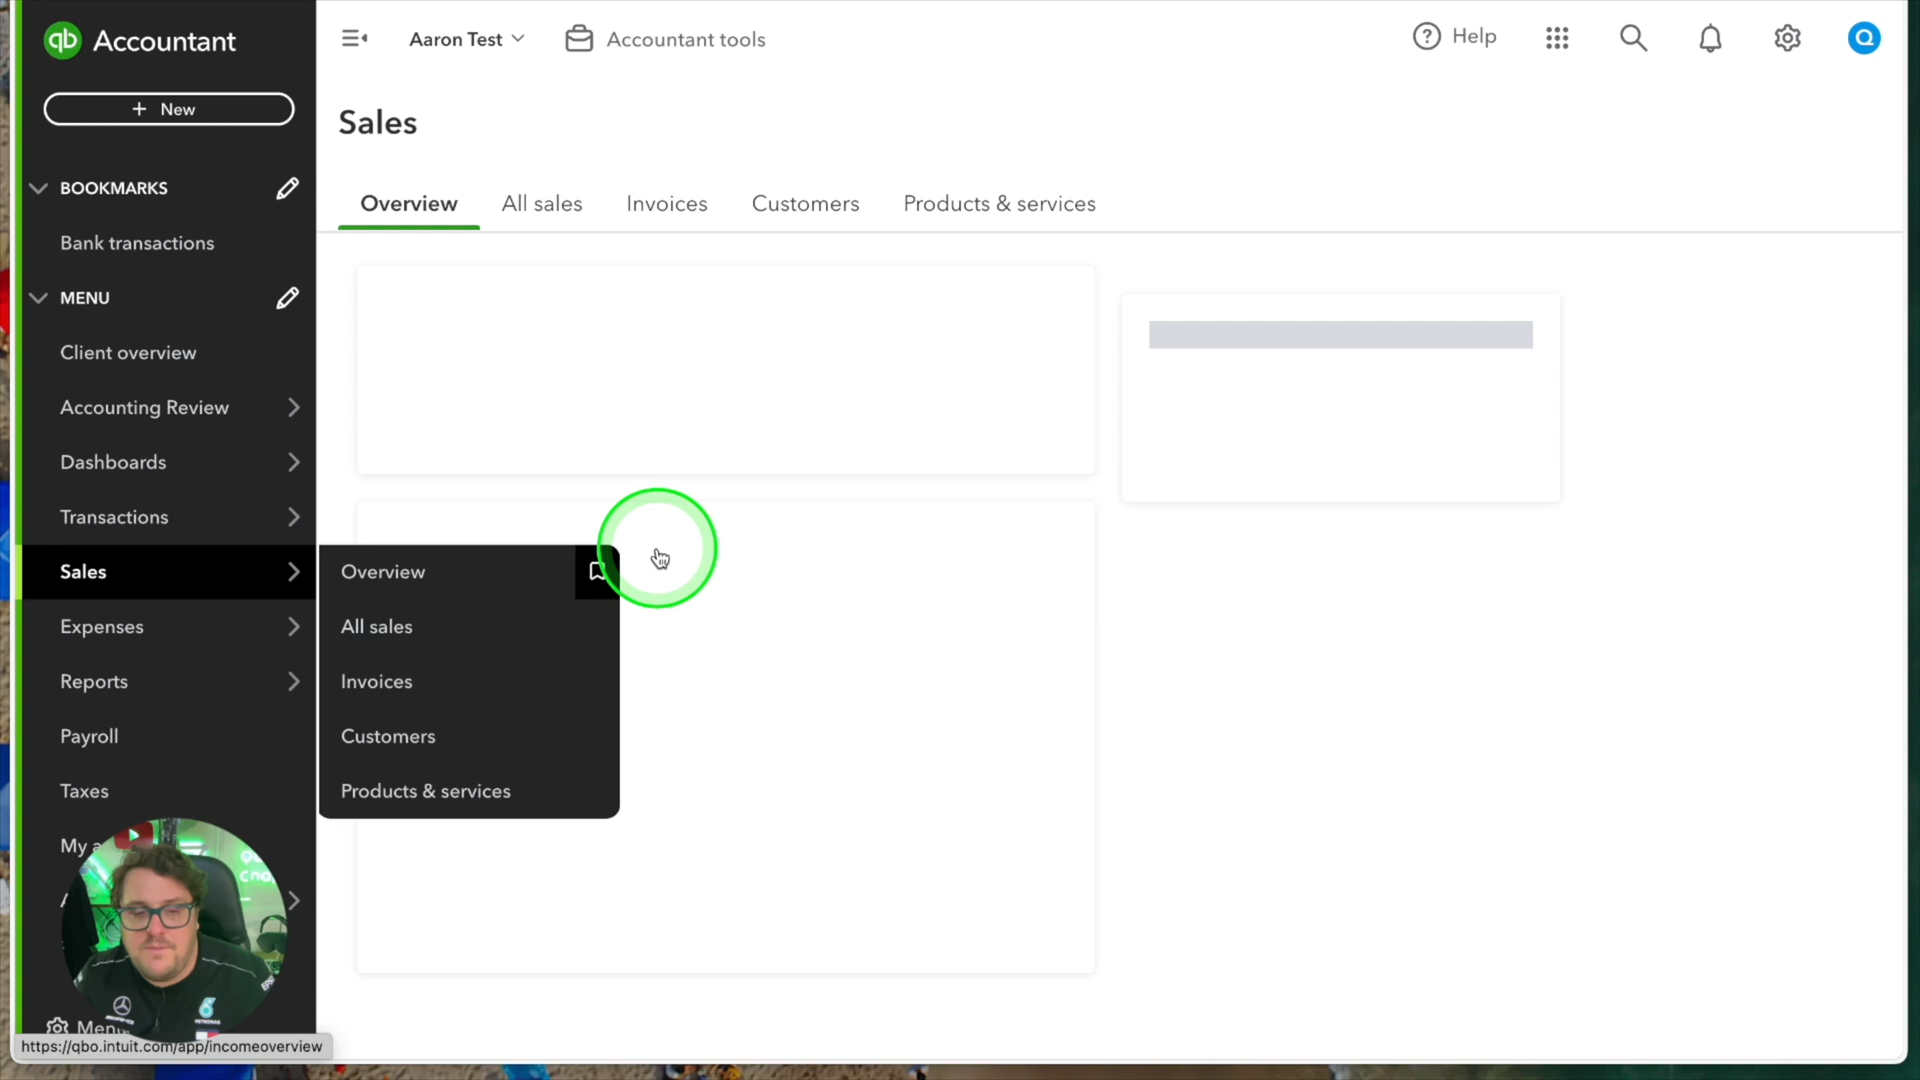 qb Accountant
Aaron Test
Accountant tools
Help
Q
+ New
Sales
BOOKMARKS
Overview
All sales
Invoices
Customers
Products & services
Bank transactions
MENU
Client overview
Accounting Review
Dashboards
Transactions
Sales
Overview
Expenses
All sales
Reports
Invoices
Payroll
Customers
Taxes
Products & services
My
https://qbo.intuit.com/app/incomeoverview